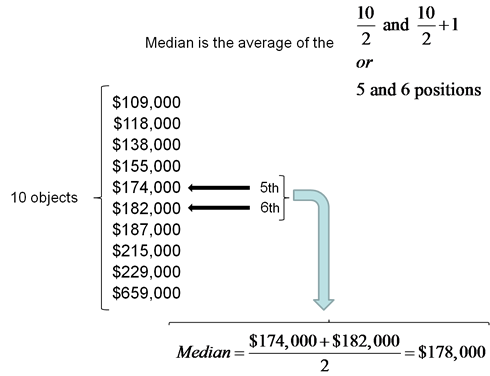 Median is the average of the
10/2 and 10/2 +1
or
5 and 6 positions
10 objects
$109,000
$118,000
$138,000
$155,000
$174,000 5th
$182,000 6th
$187,000
$215,000
$229,000
$659,000
Median = $174,000+$182,000 / 2 = $178,000